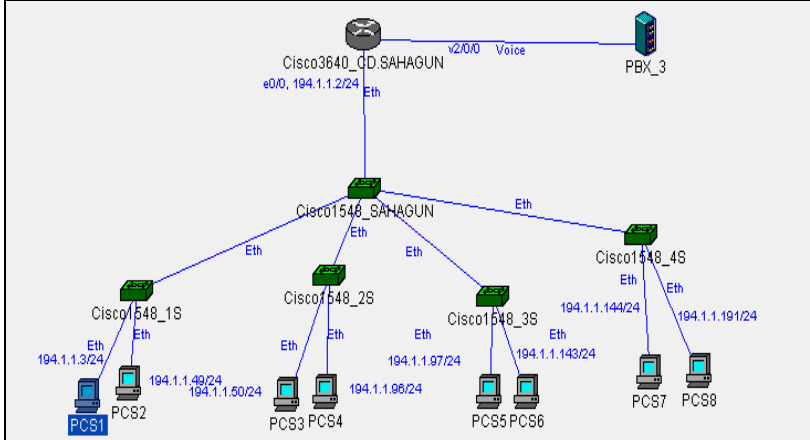 v2/0/0 Voice
Cisco3640_CD.SAHAGUN
PBX_3
e0/0, 194.1.1.2/24
Eth
Cisco1548_SAHAGUN
Eth
Eth
Eth
Eth
Cisco1548_4S
Cisco1548_1S
Cisco1548_2S
Cisco1548_3S
Eth
Eth
194.1.1.144/24
194.1.1.191/24
Eth
Eth
Eth
Eth
Eth
Eth
194.1.1.3/24
194.1.1.49/24
194.1.1.50/24
194.1.1.96/24
194.1.1.97/24
194.1.1.143/24
PCS1
PCS2
PCS3
PCS4
PCS5
PCS6
PCS7
PCS8